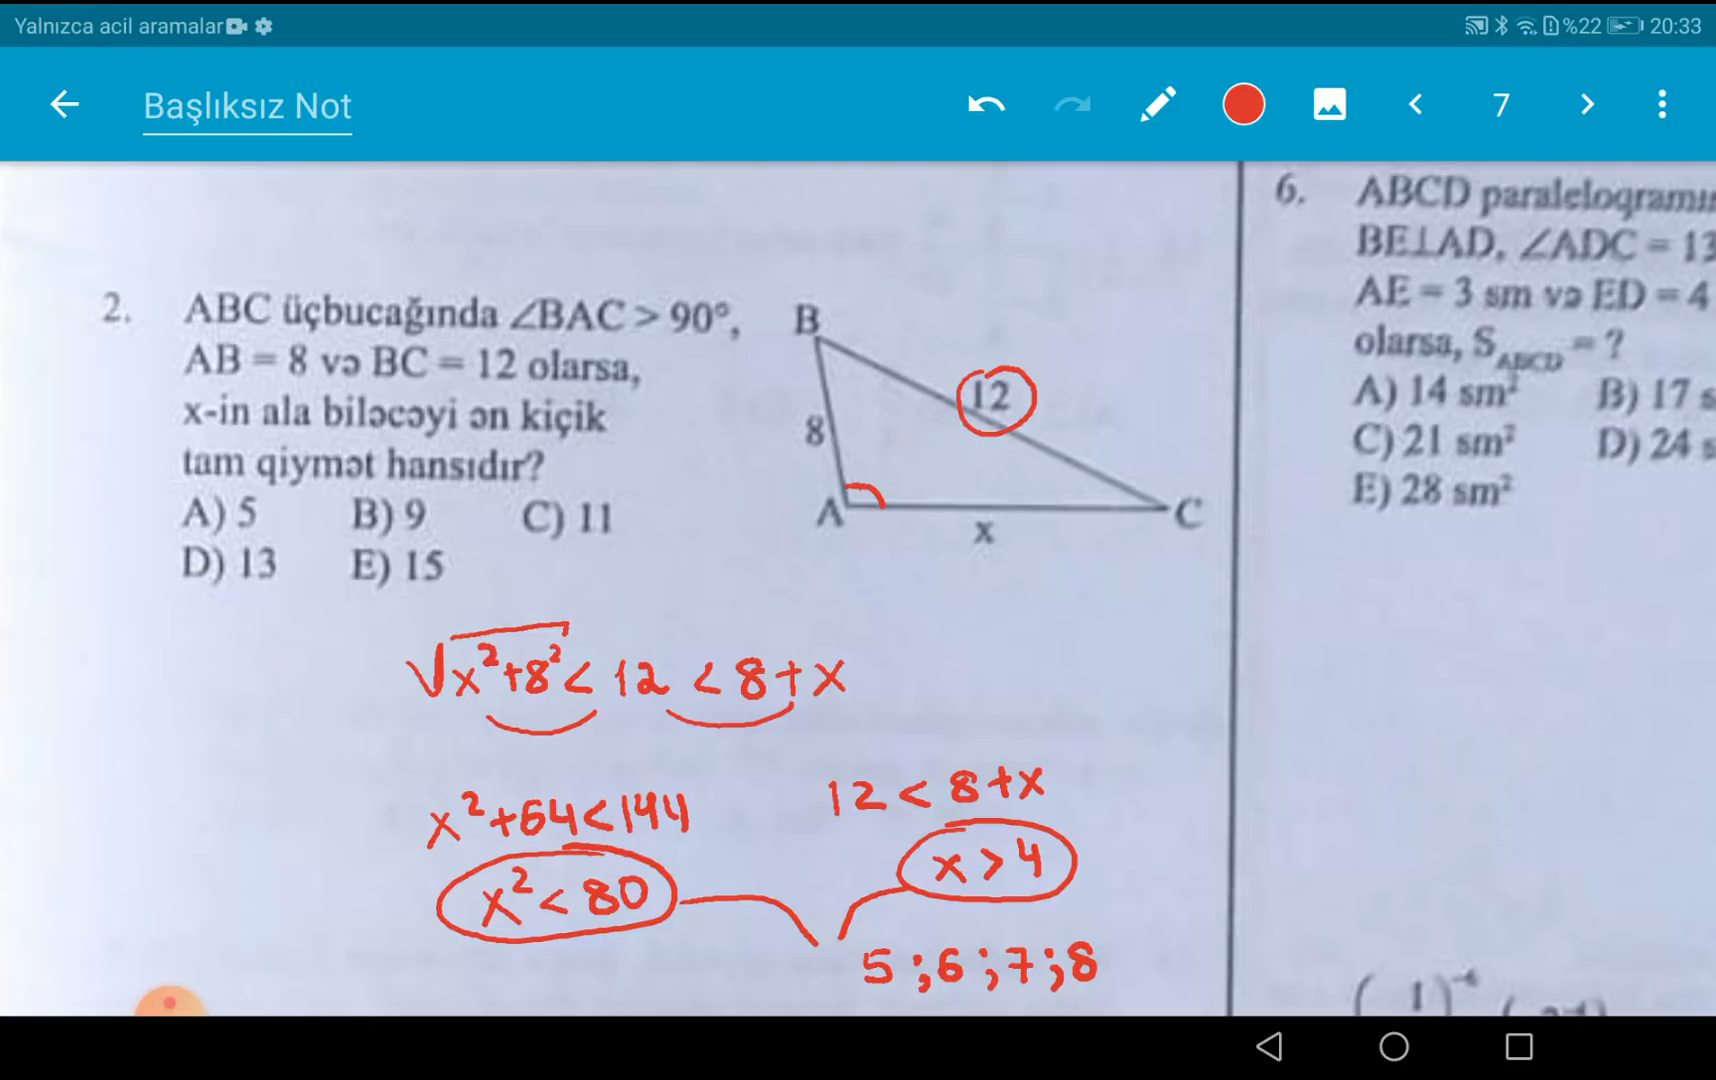 Yalnızca acil aramalar
%22 20:33
Başlıksız Not
7
2. ABC üçbucağında ∠BAC > 90°,
AB = 8 və BC = 12 olarsa,
x-in ala biləcəyi ən kiçik
tam qiymət hansıdır?
A) 5 B) 9 C) 11
D) 13 E) 15
B
12
8
A
x
C
√x²+8² < 12 < 8+x
x²+64<144
x² < 80
12 < 8+x
x > 4
5;6;7;8
6. ABCD
BE⊥AD, ∠ADC = 13
AE = 3 sm və ED = 4
olarsa, S_ABCD = ?
A) 14 sm² B) 17 s
C) 21 sm² D) 24 s
E) 28 sm²